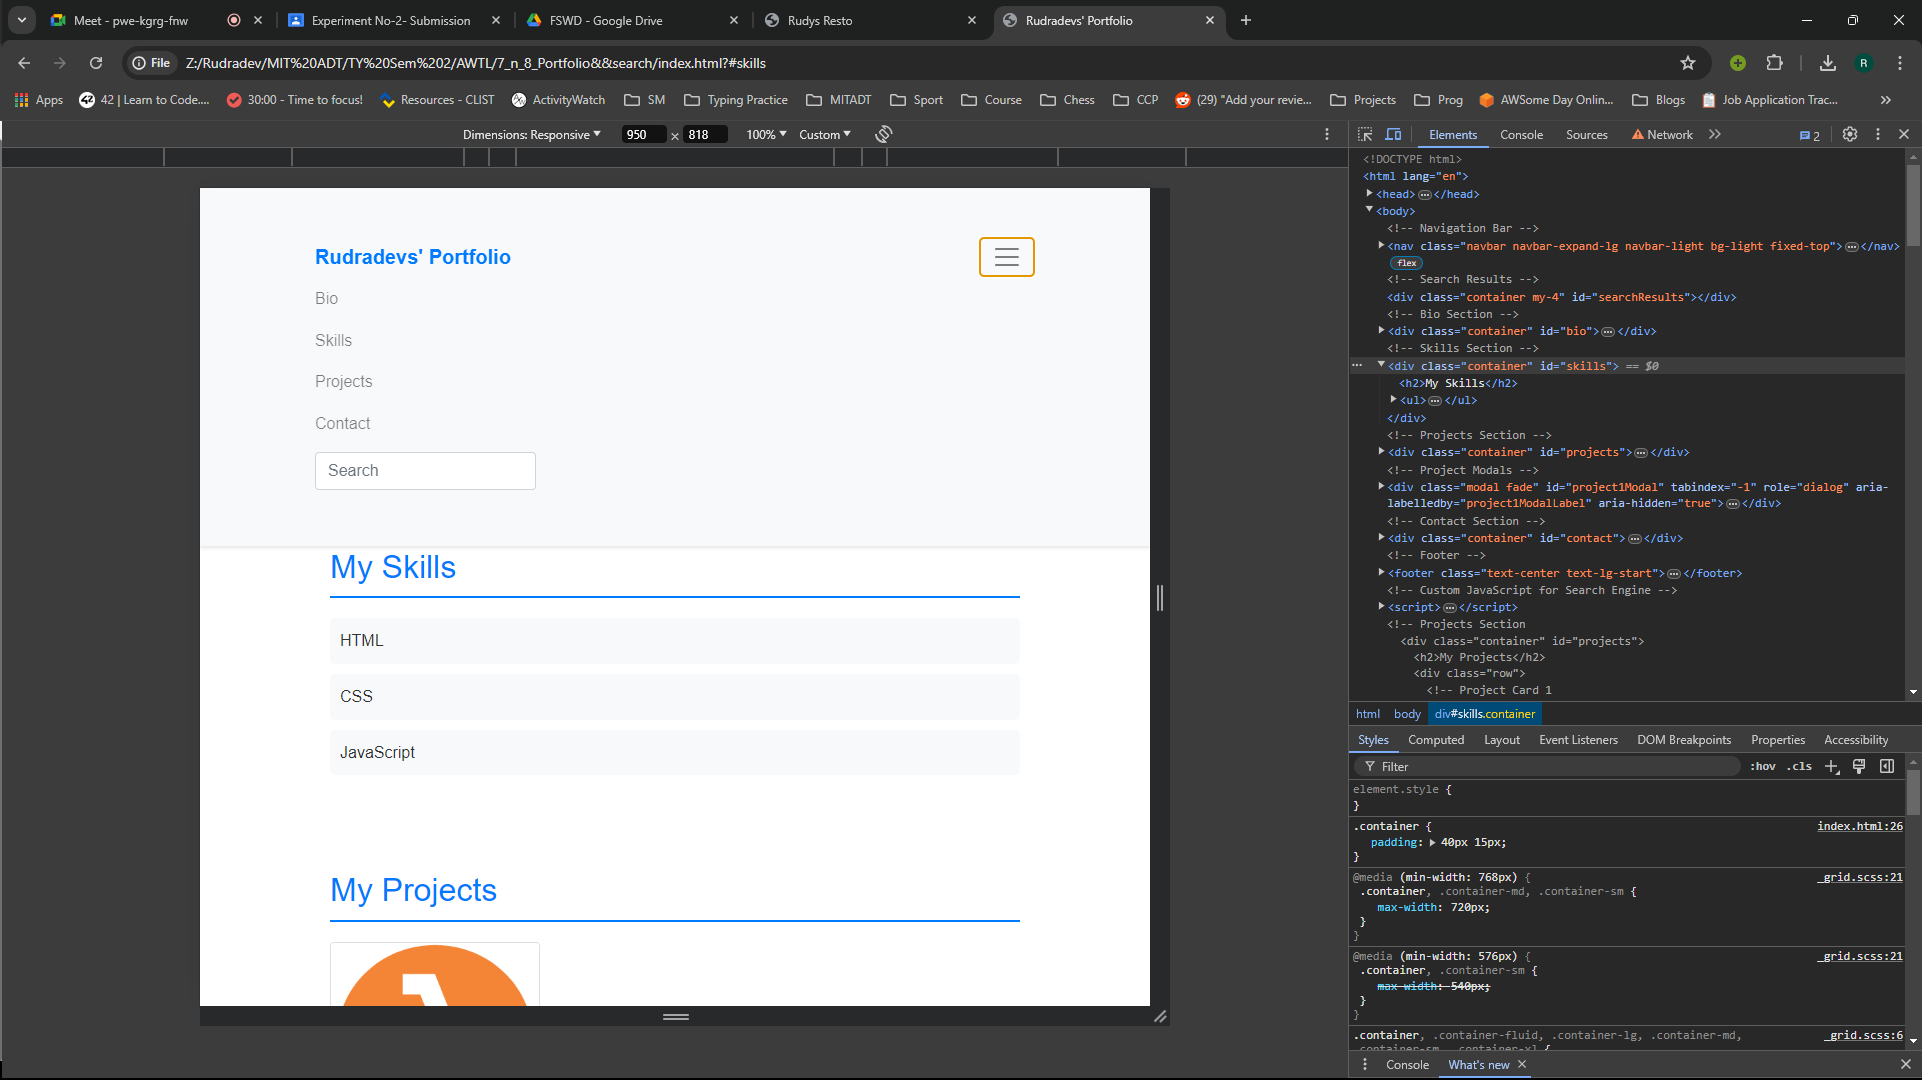 Meet - pwe-kgrg-fnw
Experiment No-2- Submission
FSWD - Google Drive
Rudys Resto
Rudradevs' Portfolio
File
Z:/Rudradev/MIT%20ADT/TY%20Sem%202/AWTL/7_n_8_Portfolio&&search/index.html?#skills
R
Apps
42 | Learn to Code....
30:00 - Time to focus!
Resources - CLIST
ActivityWatch
SM
Typing Practice
MITADT
Sport
Course
Chess
CCP
(29) "Add your revie...
Projects
Prog
AWSome Day Onlin...
Blogs
Job Application Trac...
Dimensions: Responsive
950 x 818
100%
Custom
Rudradevs' Portfolio
Bio
Skills
Projects
Contact
Search
My Skills
HTML
CSS
JavaScript
My Projects
Elements
Console
Sources
Network
2
<!DOCTYPE html>
<html lang="en">
<head>…</head>
<body>
<!-- Navigation Bar -->
<nav class="navbar navbar-expand-lg navbar-light bg-light fixed-top">…</nav>
flex
<!-- Search Results -->
<div class="container my-4" id="searchResults"></div>
<!-- Bio Section -->
<div class="container" id="bio">…</div>
<!-- Skills Section -->
<div class="container" id="skills"> == $0
<h2>My Skills</h2>
<ul>…</ul>
</div>
<!-- Projects Section -->
<div class="container" id="projects">…</div>
<!-- Project Modals -->
<div class="modal fade" id="project1Modal" tabindex="-1" role="dialog" aria-
labelledby="project1ModalLabel" aria-hidden="true">…</div>
<!-- Contact Section -->
<div class="container" id="contact">…</div>
<!-- Footer -->
<footer class="text-center text-lg-start">…</footer>
<!-- Custom JavaScript for Search Engine -->
<script>…</script>
<!-- Projects Section
<div class="container" id="projects">
<h2>My Projects</h2>
<div class="row">
<!-- Project Card 1
html
body
div#skills.container
Styles
Computed
Layout
Event Listeners
DOM Breakpoints
Properties
Accessibility
Filter
:hov .cls
element.style {
}
.container {
index.html:26
padding: 40px 15px;
}
@media (min-width: 768px) {
_grid.scss:21
.container, .container-md, .container-sm {
max-width: 720px;
}
}
@media (min-width: 576px) {
_grid.scss:21
.container, .container-sm {
max-width: 540px;
}
}
.container, .container-fluid, .container-lg, .container-md,
_grid.scss:6
.container-sm, .container-xl {
Console
What's new